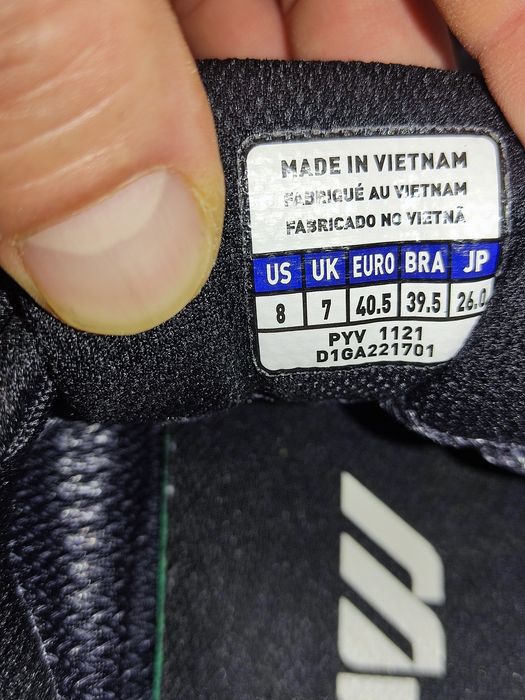 MADE IN VIETNAM
FABRIQUÉ AU VIETNAM
FABRICADO NO VIETNÃ
US UK EURO BRA JP
8 7 40.5 39.5 26.0
PYV 1121
D1GA221701